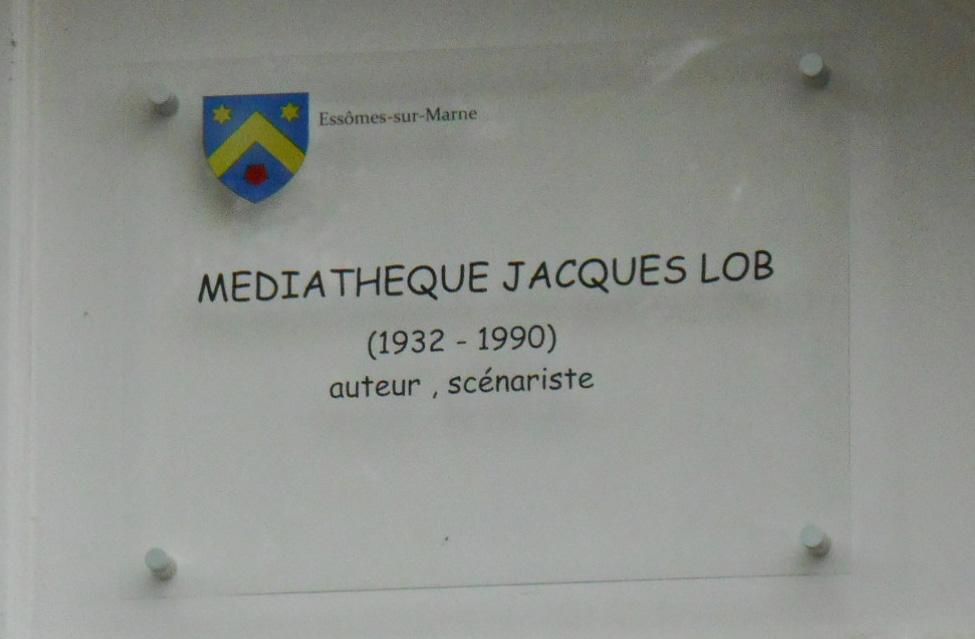 Essômes-sur-Marne
MEDIATHEQUE JACQUES LOB
(1932 - 1990)
auteur , scénariste